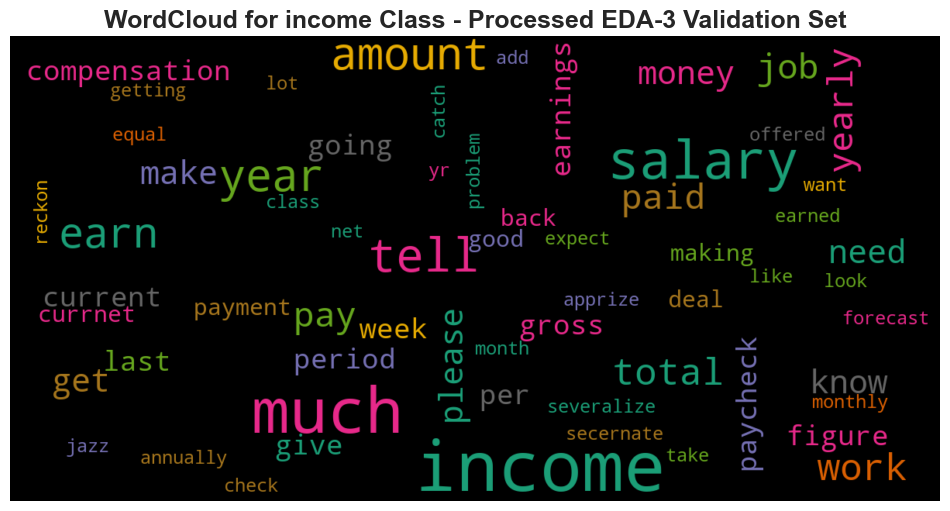 WordCloud for income Class - Processed EDA-3 Validation Set
compensation
amount
add
earnings
money
job
yearly
getting
lot
catch
equal
going
problem
salary
offered
make
year
yr
paid
want
reckon
class
back
earned
earn
net
tell
good
expect
making
need
like
look
current
currnet
payment
pay
week
please
gross
apprize
deal
forecast
last
period
month
total
paycheck
know
get
much
per
severalize
monthly
jazz
annually
give
secernate
figure
check
income
take
work